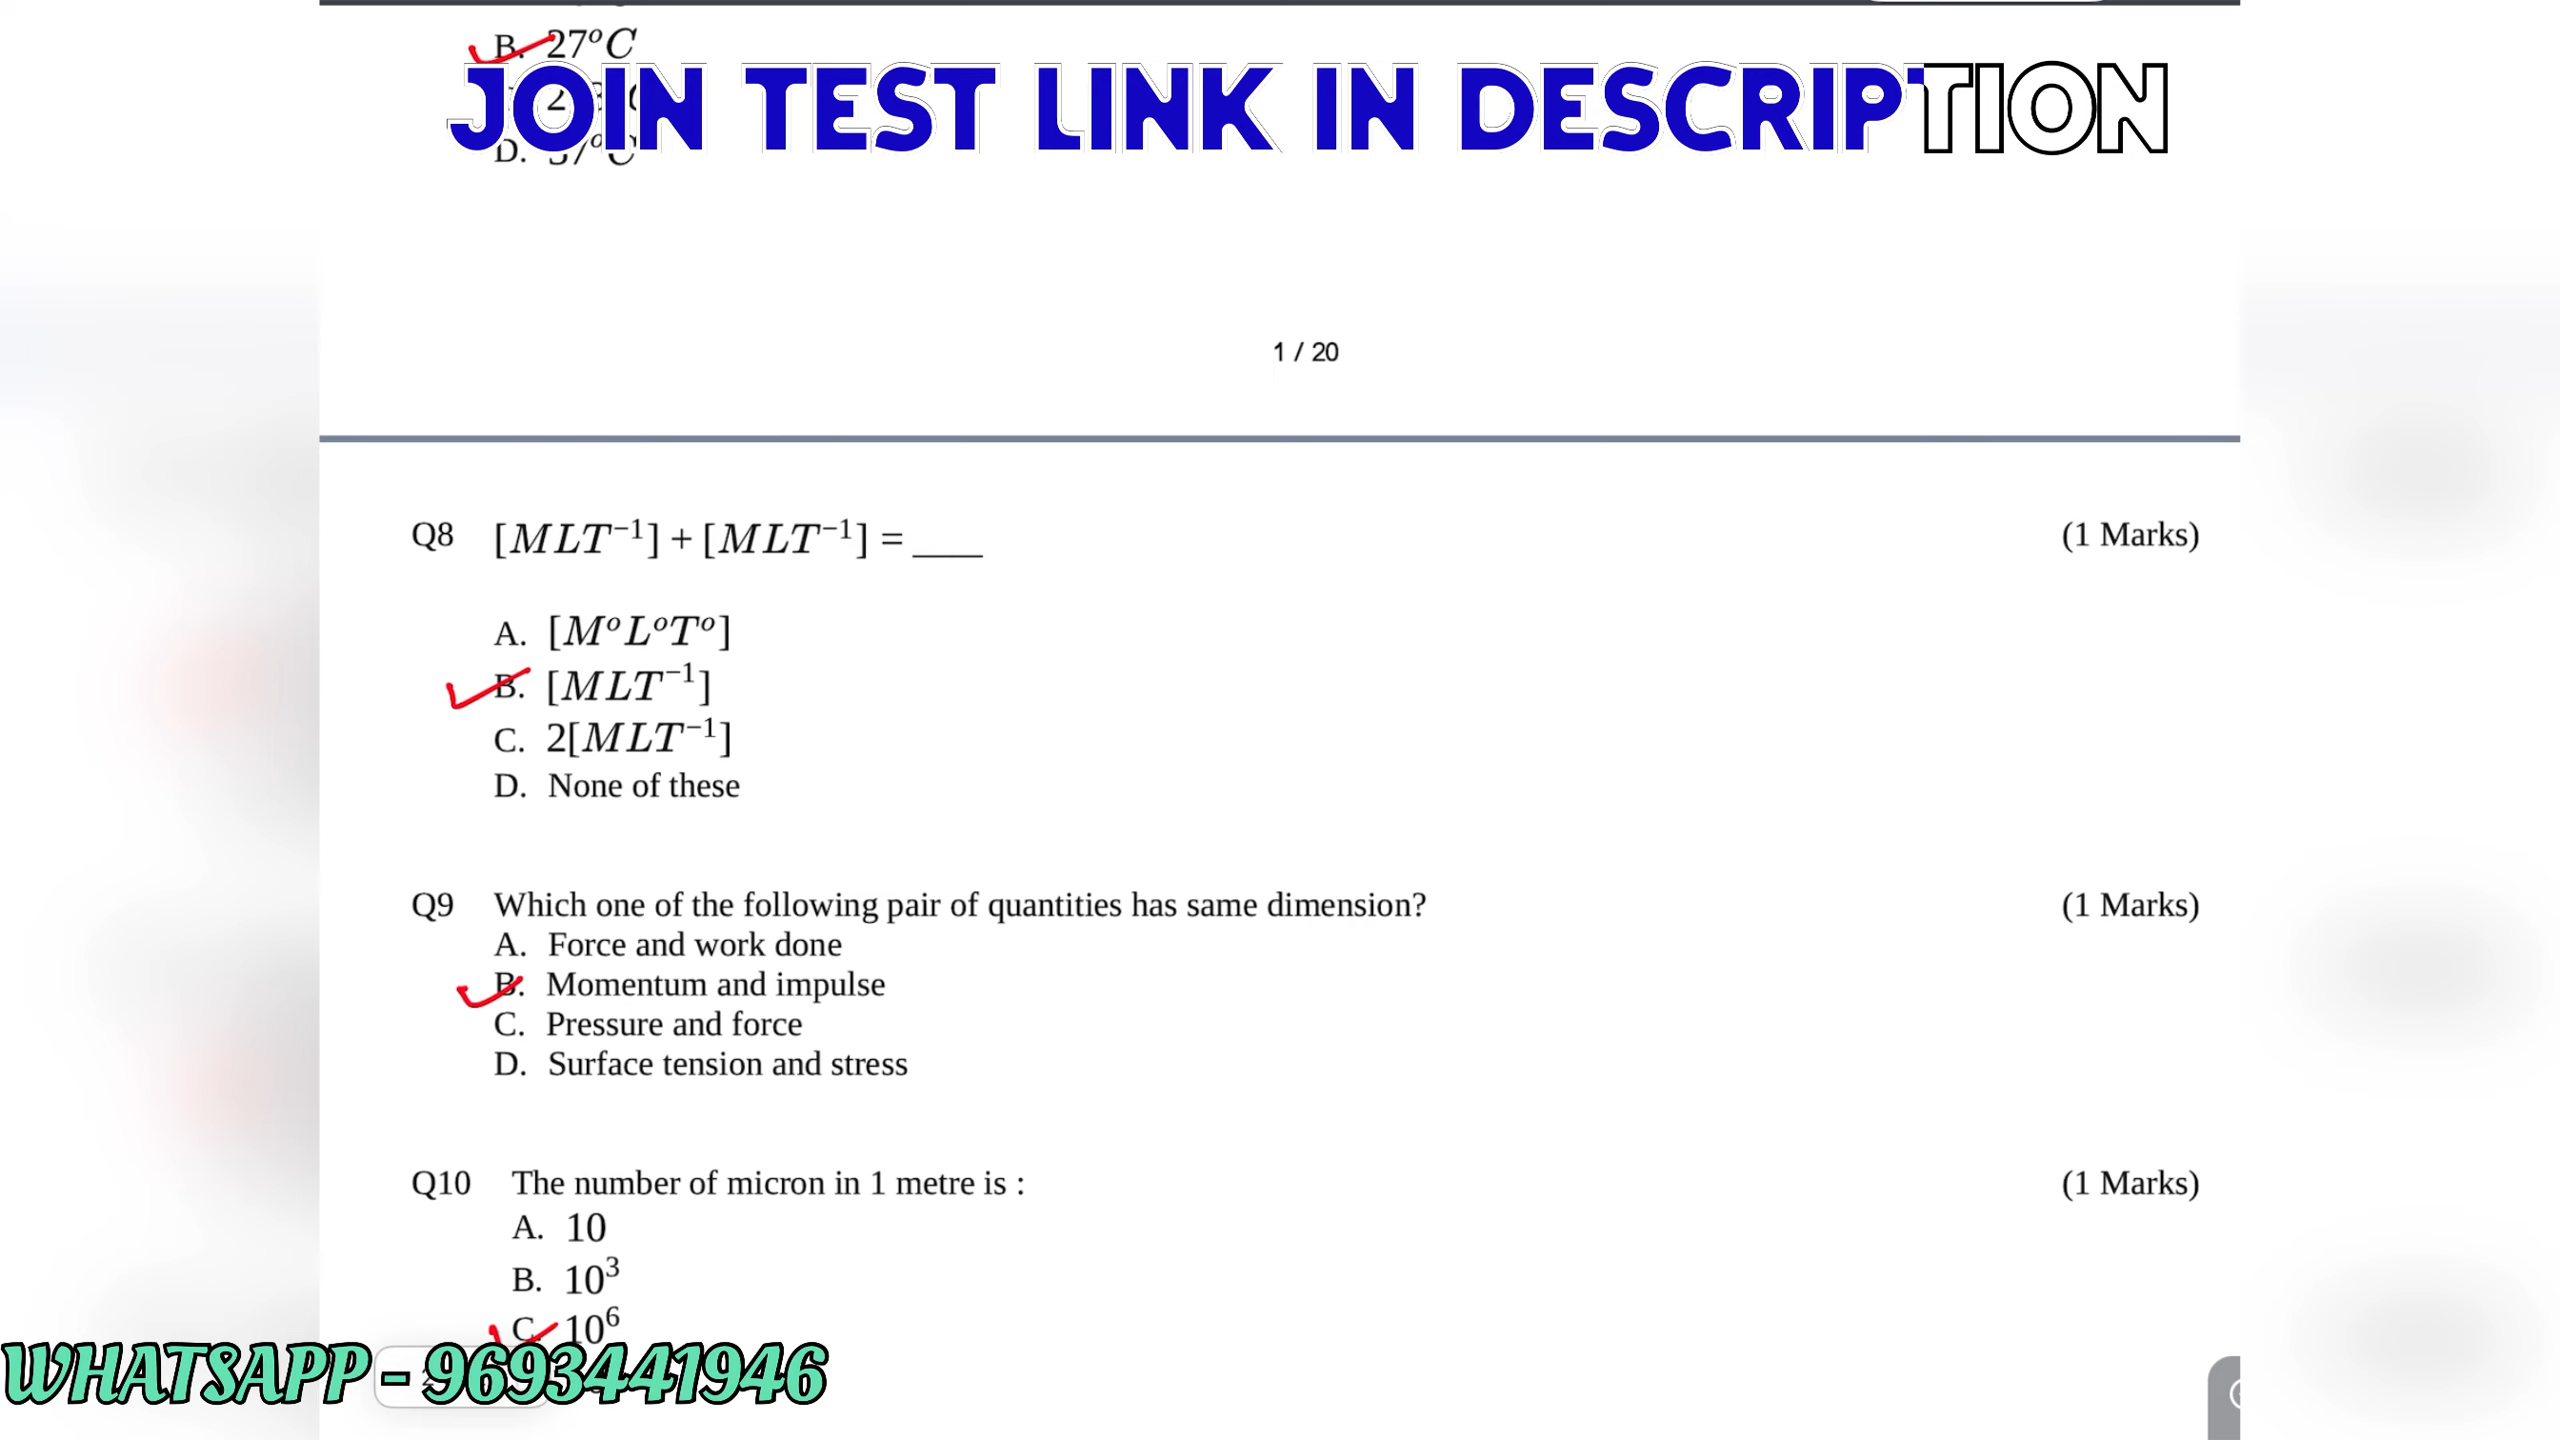 B. 27°C
JOIN TEST LINK IN DESCRIPTION
D. 37°C
1 / 20
Q8 [MLT⁻¹] + [MLT⁻¹] = ____ (1 Marks)
A. [M°L°T°]
B. [MLT⁻¹]
C. 2[MLT⁻¹]
D. None of these
Q9 Which one of the following pair of quantities has same dimension? (1 Marks)
A. Force and work done
B. Momentum and impulse
C. Pressure and force
D. Surface tension and stress
Q10 The number of micron in 1 metre is : (1 Marks)
A. 10
B. 10³
C. 10⁶
WHATSAPP - 9693441946